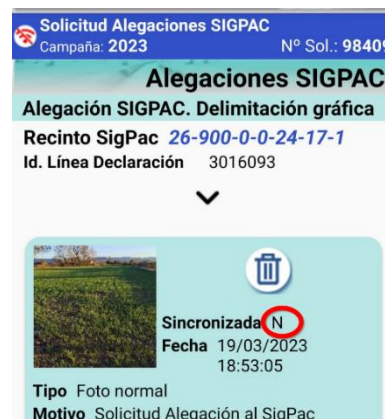 Solicitud Alegaciones SIGPAC
Campaña: 2023 Nº Sol.: 98409
Alegaciones SIGPAC
Alegación SIGPAC. Delimitación gráfica
Recinto SigPac 26-900-0-0-24-17-1
Id. Línea Declaración 3016093
Sincronizada N
Fecha 19/03/2023
18:53:05
Tipo Foto normal
Motivo Solicitud Alegación al SigPac